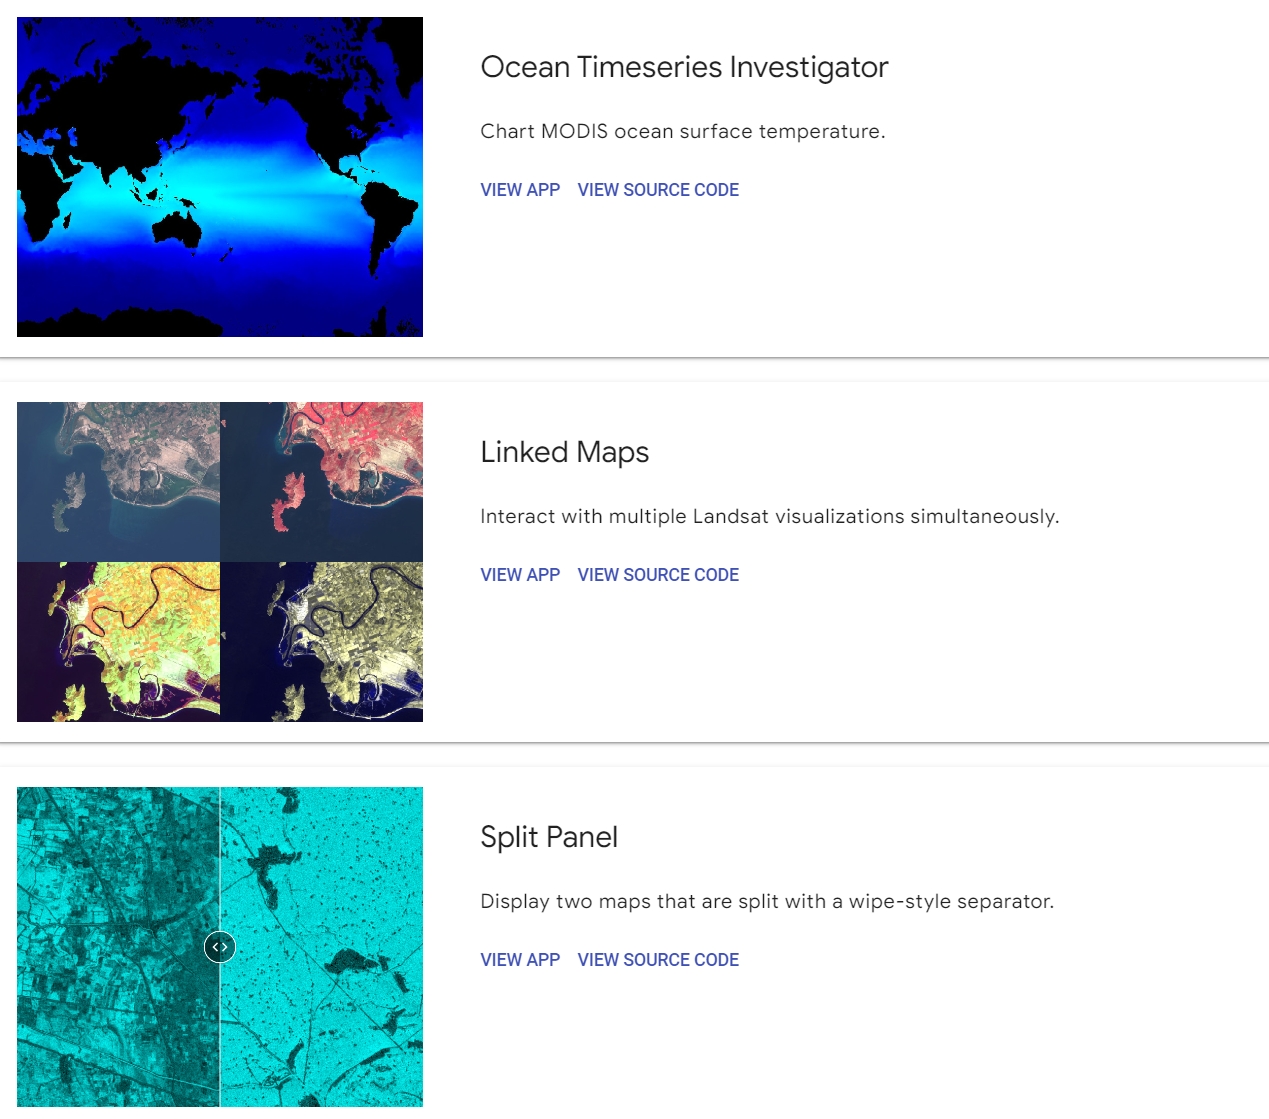 Ocean Timeseries Investigator
Chart MODIS ocean surface temperature.
VIEW APP VIEW SOURCE CODE
Linked Maps
Interact with multiple Landsat visualizations simultaneously.
VIEW APP VIEW SOURCE CODE
Split Panel
Display two maps that are split with a wipe-style separator.
VIEW APP VIEW SOURCE CODE